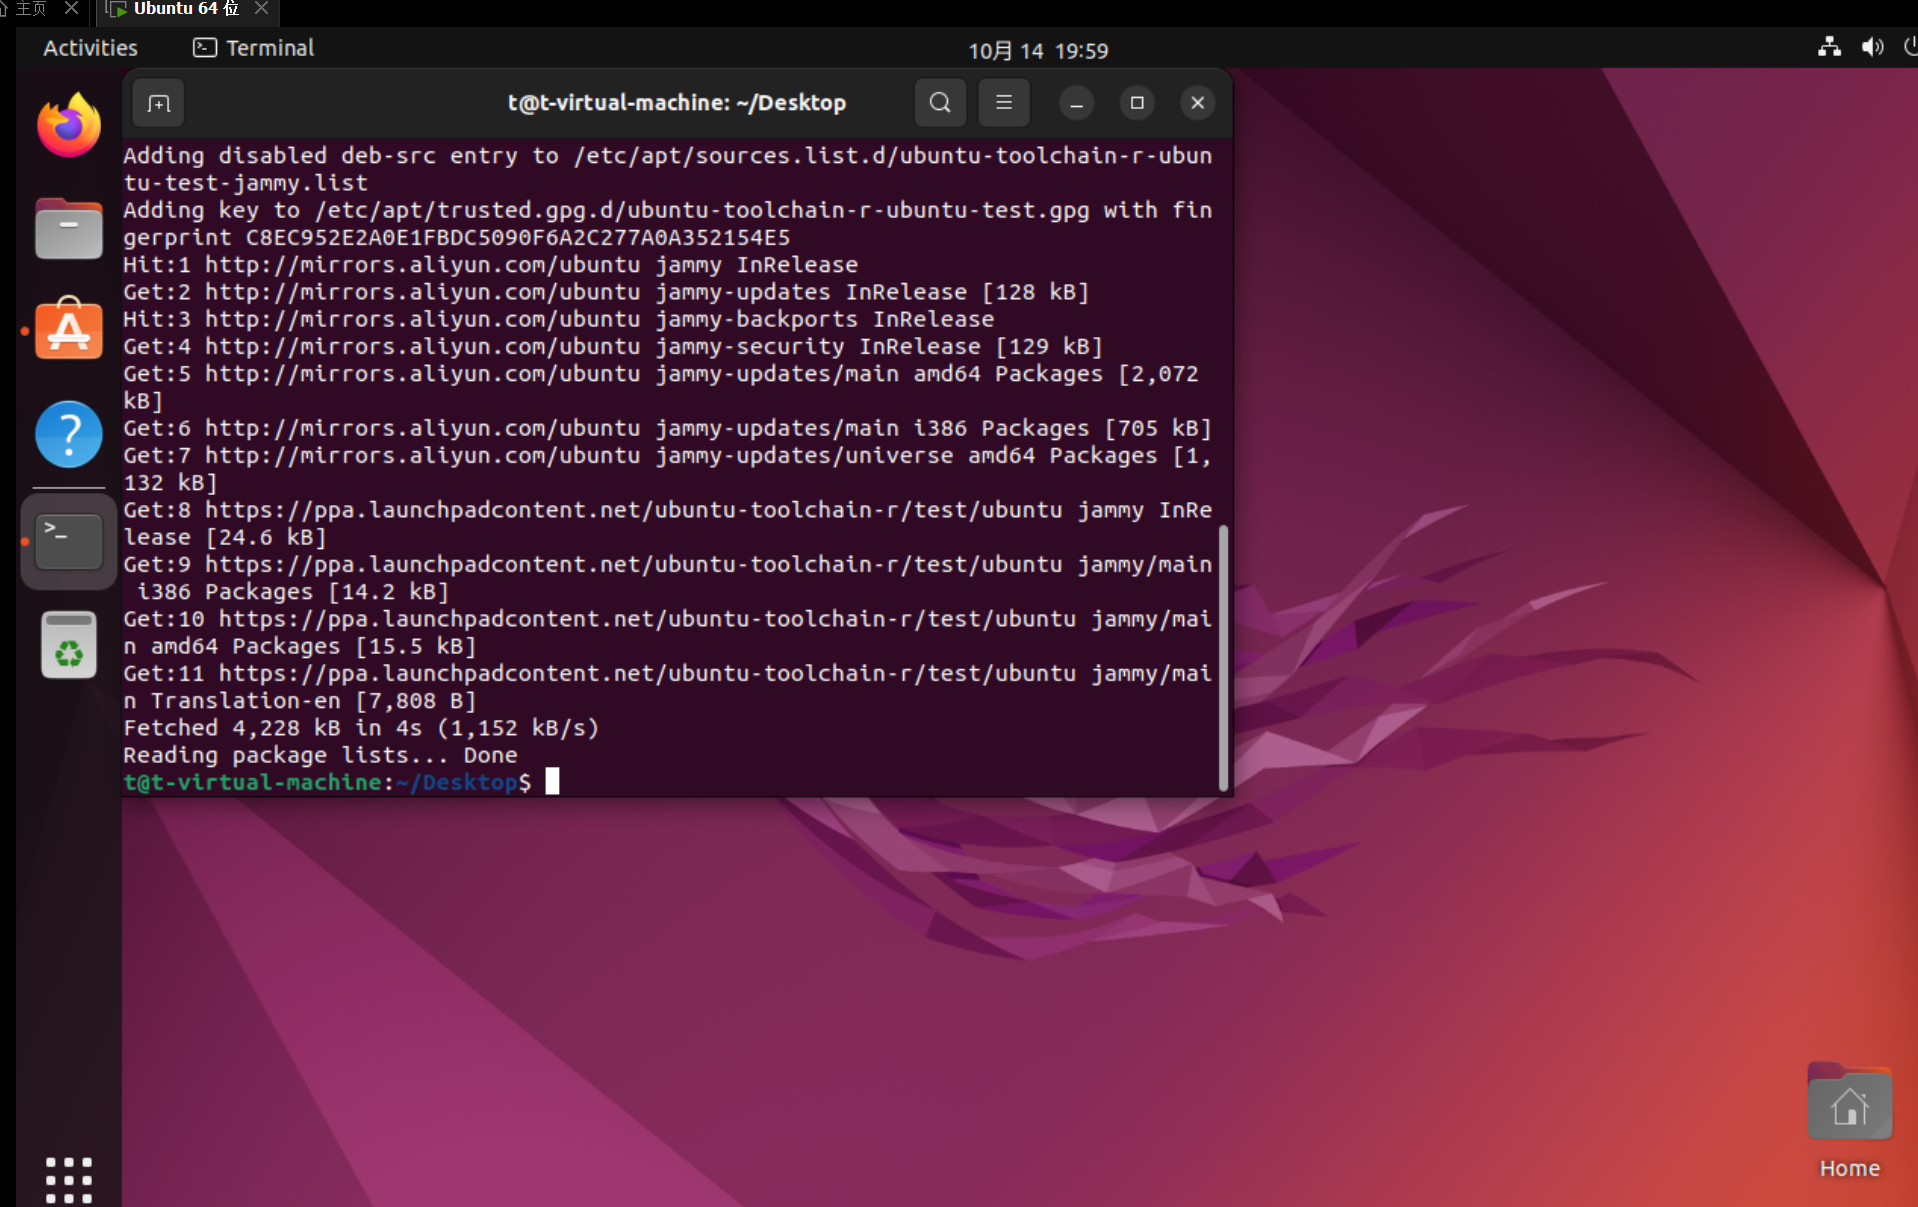 主页
Ubuntu 64 位
Activities
Terminal
10月 14 19:59
t@t-virtual-machine: ~/Desktop
Adding disabled deb-src entry to /etc/apt/sources.list.d/ubuntu-toolchain-r-ubun
tu-test-jammy.list
Adding key to /etc/apt/trusted.gpg.d/ubuntu-toolchain-r-ubuntu-test.gpg with fin
gerprint C8EC952E2A0E1FBDC5090F6A2C277A0A352154E5
Hit:1 http://mirrors.aliyun.com/ubuntu jammy InRelease
Get:2 http://mirrors.aliyun.com/ubuntu jammy-updates InRelease [128 kB]
Hit:3 http://mirrors.aliyun.com/ubuntu jammy-backports InRelease
Get:4 http://mirrors.aliyun.com/ubuntu jammy-security InRelease [129 kB]
Get:5 http://mirrors.aliyun.com/ubuntu jammy-updates/main amd64 Packages [2,072
kB]
Get:6 http://mirrors.aliyun.com/ubuntu jammy-updates/main i386 Packages [705 kB]
Get:7 http://mirrors.aliyun.com/ubuntu jammy-updates/universe amd64 Packages [1,
132 kB]
Get:8 https://ppa.launchpadcontent.net/ubuntu-toolchain-r/test/ubuntu jammy InRe
lease [24.6 kB]
Get:9 https://ppa.launchpadcontent.net/ubuntu-toolchain-r/test/ubuntu jammy/main
 i386 Packages [14.2 kB]
Get:10 https://ppa.launchpadcontent.net/ubuntu-toolchain-r/test/ubuntu jammy/mai
n amd64 Packages [15.5 kB]
Get:11 https://ppa.launchpadcontent.net/ubuntu-toolchain-r/test/ubuntu jammy/mai
n Translation-en [7,808 B]
Fetched 4,228 kB in 4s (1,152 kB/s)
Reading package lists... Done
t@t-virtual-machine:~/Desktop$
Home